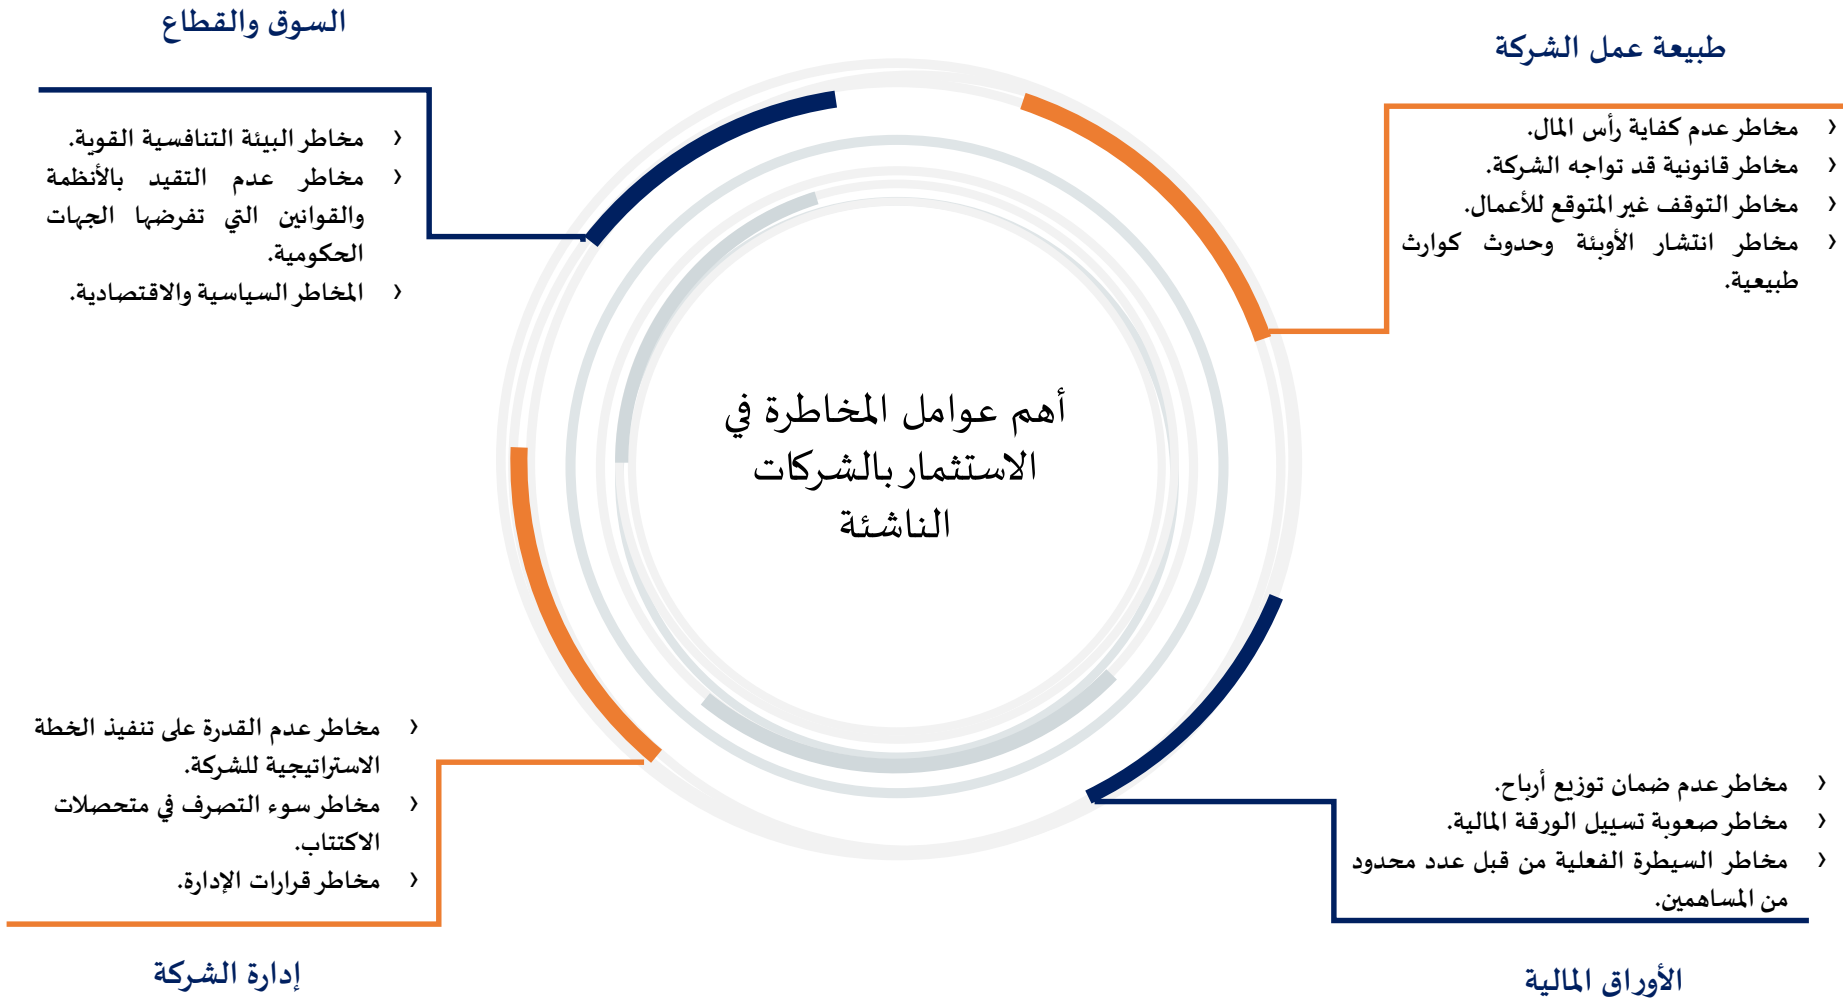 طبيعة عمل الشركة
‹ مخاطر عدم كفاية رأس المال.
‹ مخاطر قانونية قد تواجه الشركة.
‹ مخاطر التوقف غير المتوقع للأعمال.
‹ مخاطر انتشار الأوبئة وحدوث كوارث
طبيعية.
السوق والقطاع
‹ مخاطر البيئة التنافسية القوية.
‹ مخاطر عدم التقيد بالأنظمة
والقوانين التي تفرضها الجهات
الحكومية.
‹ المخاطر السياسية والاقتصادية.
أهم عوامل المخاطرة في
الاستثمار بالشركات
الناشئة
‹ مخاطر عدم ضمان توزيع أرباح.
‹ مخاطر صعوبة تسييل الورقة المالية.
‹ مخاطر السيطرة الفعلية من قبل عدد محدود
من المساهمين.
الأوراق المالية
‹ مخاطر عدم القدرة على تنفيذ الخطة
الاستراتيجية للشركة.
‹ مخاطر سوء التصرف في متحصلات
الاكتتاب.
‹ مخاطر قرارات الإدارة.
إدارة الشركة